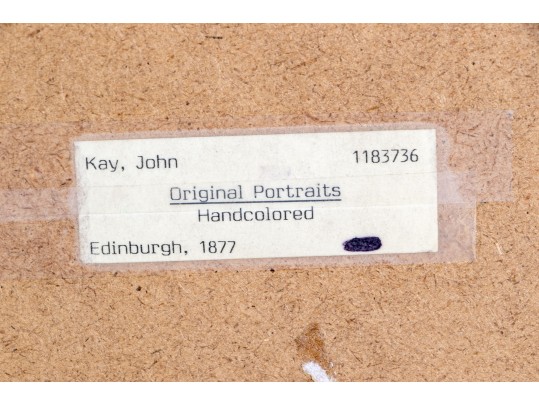 Kay, John 1183736
Original Portraits
Handcolored
Edinburgh, 1877